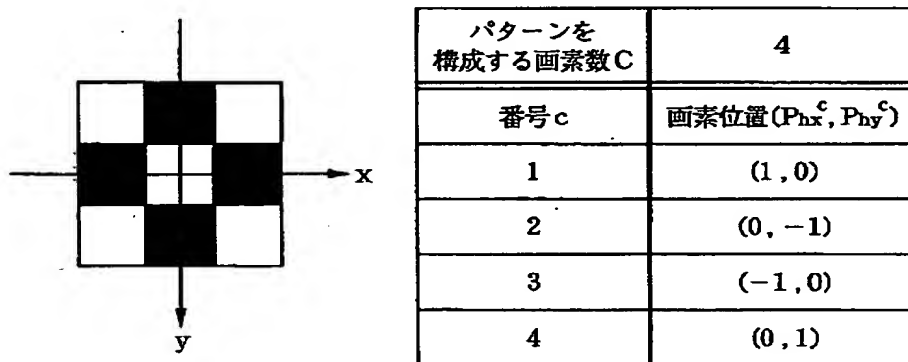 x
y
パターンを
構成する画素数C
4
番号c
画素位置(Phx^c, Phy^c)
1
(1,0)
2
(0,-1)
3
(-1,0)
4
(0,1)